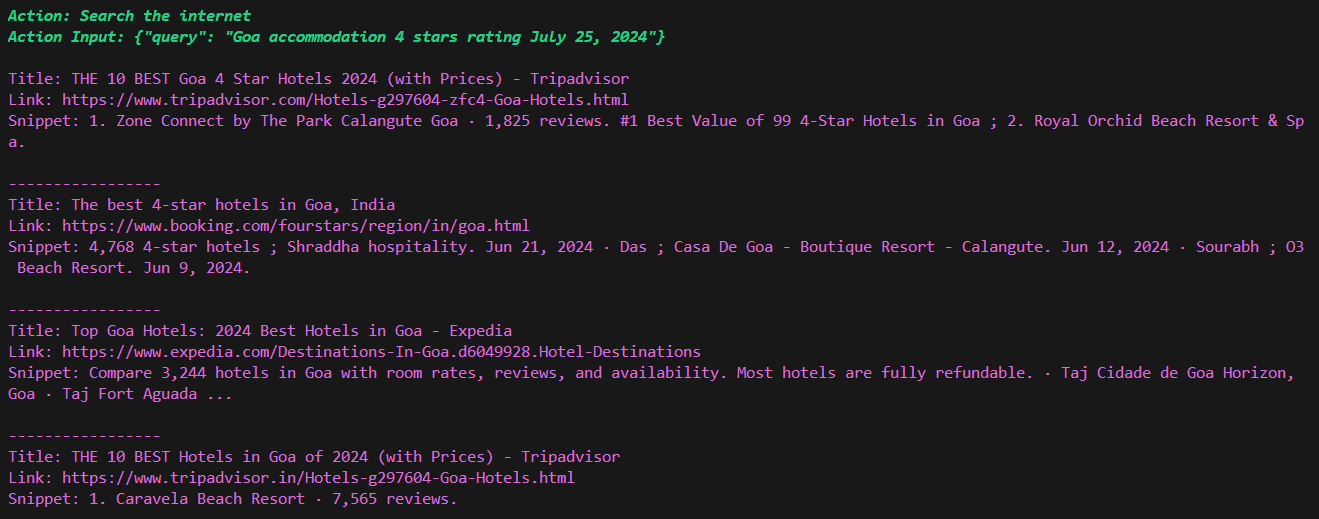 Action: Search the internet
Action Input: {"query": "Goa accommodation 4 stars rating July 25, 2024"}
Title: THE 10 BEST Goa 4 Star Hotels 2024 (with Prices) - Tripadvisor
Link: https://www.tripadvisor.com/Hotels-g297604-zfc4-Goa-Hotels.html
Snippet: 1. Zone Connect by The Park Calangute Goa · 1,825 reviews. #1 Best Value of 99 4-Star Hotels in Goa ; 2. Royal Orchid Beach Resort & Sp
a.
-----------------
Title: The best 4-star hotels in Goa, India
Link: https://www.booking.com/fourstars/region/in/goa.html
Snippet: 4,768 4-star hotels ; Shraddha hospitality. Jun 21, 2024 · Das ; Casa De Goa - Boutique Resort - Calangute. Jun 12, 2024 · Sourabh ; O3
 Beach Resort. Jun 9, 2024.
-----------------
Title: Top Goa Hotels: 2024 Best Hotels in Goa - Expedia
Link: https://www.expedia.com/Destinations-In-Goa.d6049928.Hotel-Destinations
Snippet: Compare 3,244 hotels in Goa with room rates, reviews, and availability. Most hotels are fully refundable. · Taj Cidade de Goa Horizon,
Goa · Taj Fort Aguada ...
-----------------
Title: THE 10 BEST Hotels in Goa of 2024 (with Prices) - Tripadvisor
Link: https://www.tripadvisor.in/Hotels-g297604-Goa-Hotels.html
Snippet: 1. Caravela Beach Resort · 7,565 reviews.